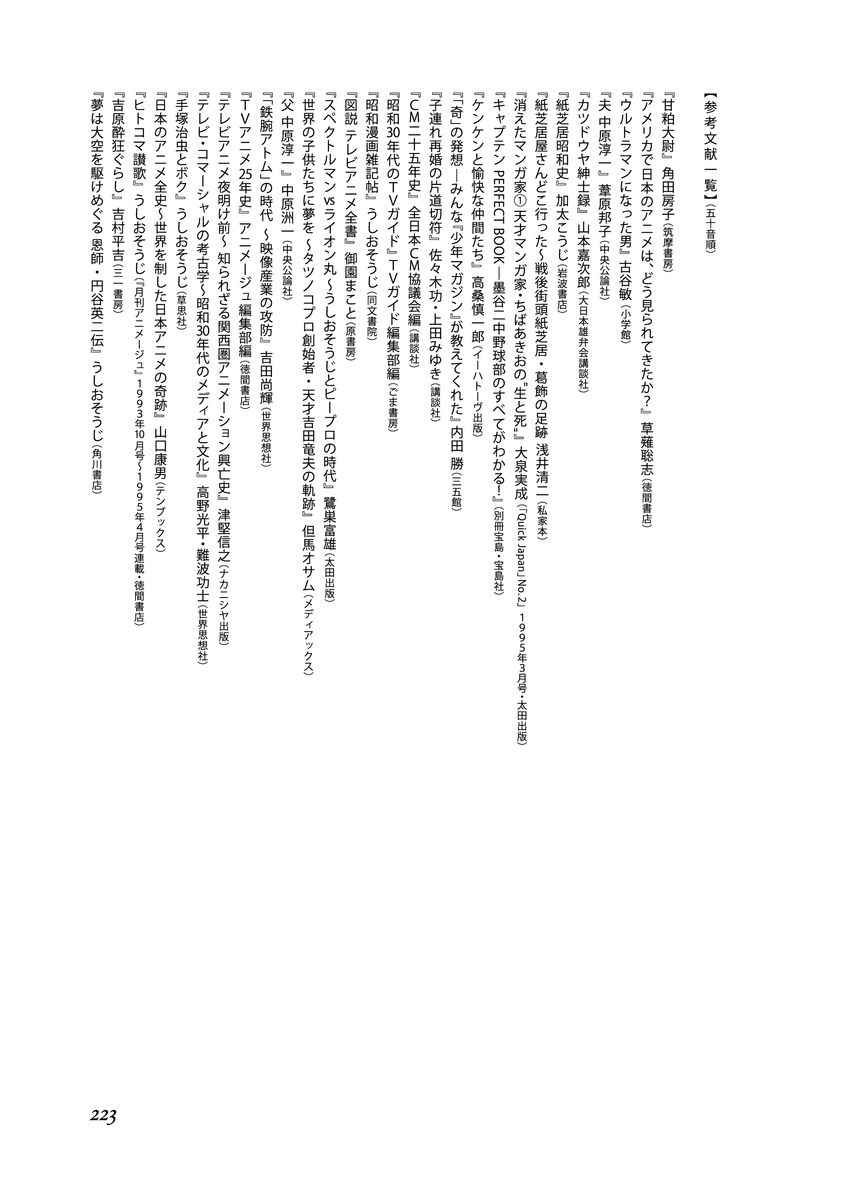 【参考文献一覧】（五十音順）
『甘粕大尉』角田房子（筑摩書房）
『アメリカで日本のアニメは、どう見られてきたか？』草薙聡志（徳間書店）
『ウルトラマンになった男』古谷敏（小学館）
『夫 中原淳一』葦原邦子（中央公論社）
『カツドウヤ紳士録』山本嘉次郎（大日本雄弁会講談社）
『紙芝居昭和史』加太こうじ（岩波書店）
『紙芝居屋さんどこ行った〜戦後街頭紙芝居・葛飾の足跡 浅井清二（私家本）
『消えたマンガ家①天才マンガ家・ちばあきおの〝生と死〟』大泉実成（「Quick Japan」No.2」1995年3月号・太田出版）
『キャプテン PERFECT BOOK ―墨谷二中野球部のすべてがわかる！』（別冊宝島・宝島社）
『ケンケンと愉快な仲間たち』高桑慎一郎（イーハトーヴ出版）
『「奇」の発想―みんな『少年マガジン』が教えてくれた』内田 勝（三五館）
『子連れ再婚の片道切符』佐々木功・上田みゆき（講談社）
『CM二十五年史』全日本CM協議会編（講談社）
『昭和30年代のTVガイド』TVガイド編集部編（ごま書房）
『昭和漫画雑記帖』うしおそうじ（同文書院）
『図説 テレビアニメ全書』御園まこと（原書房）
『スペクトルマン vs ライオン丸 〜うしおそうじとピープロの時代』鷺巣富雄（太田出版）
『世界の子供たちに夢を 〜タツノコプロ創始者・天才吉田竜夫の軌跡』但馬オサム（メディアックス）
『父 中原淳一』中原洲一（中央公論社）
『「鉄腕アトム」の時代 〜映像産業の攻防』吉田尚輝（世界思想社）
『TVアニメ25年史』アニメージュ編集部編（徳間書店）
『テレビアニメ夜明け前〜 知られざる関西圏アニメーション興亡史』津堅信之（ナカニシヤ出版）
『テレビ・コマーシャルの考古学〜昭和30年代のメディアと文化』高野光平・難波功士（世界思想社）
『手塚治虫とボク』うしおそうじ（草思社）
『日本のアニメ全史〜世界を制した日本アニメの奇跡』山口康男（テンブックス）
『ヒトコマ讃歌』うしおそうじ（『月刊アニメージュ』1993年10月号〜1995年4月号連載・徳間書店）
『吉原酔狂ぐらし』吉村平吉（三一書房）
『夢は大空を駆けめぐる 恩師・円谷英二伝』うしおそうじ（角川書店）
223